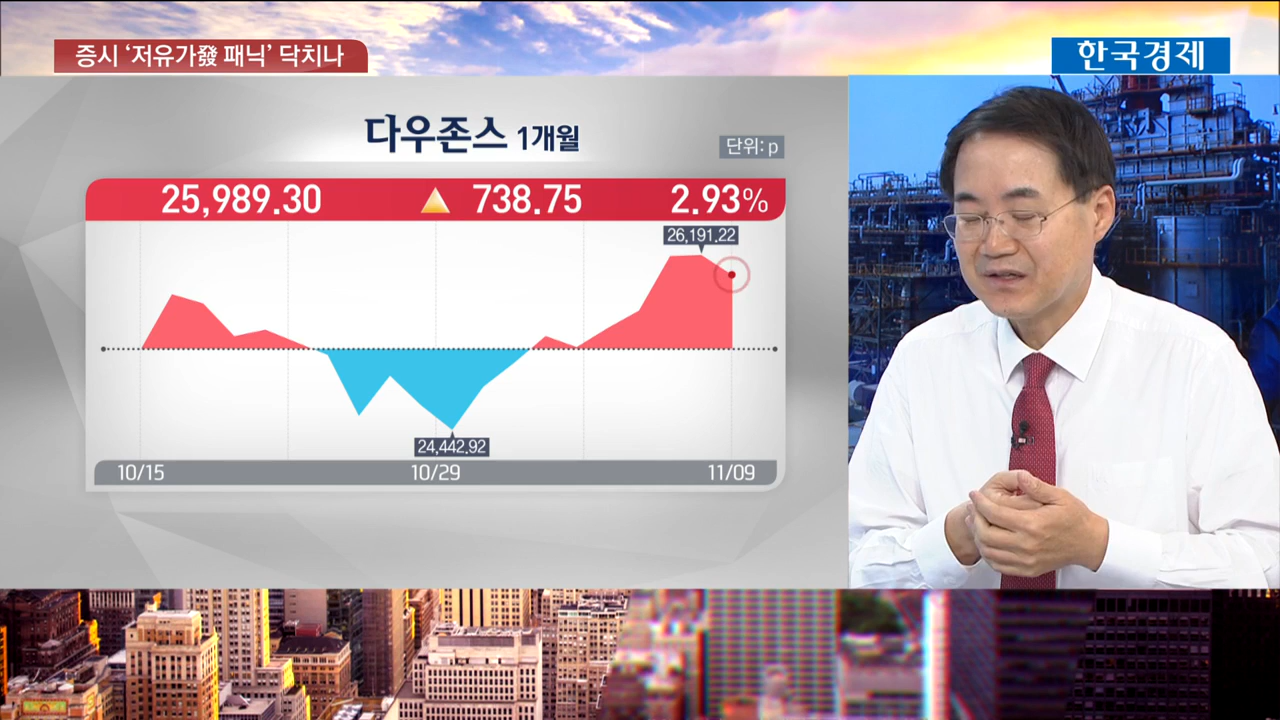 증시 ‘저유가發 패닉’ 닥치나
한국경제
다우존스 1개월
단위: p
25,989.30 ▲ 738.75 2.93%
26,191.22
24,442.92
10/15 10/29 11/09